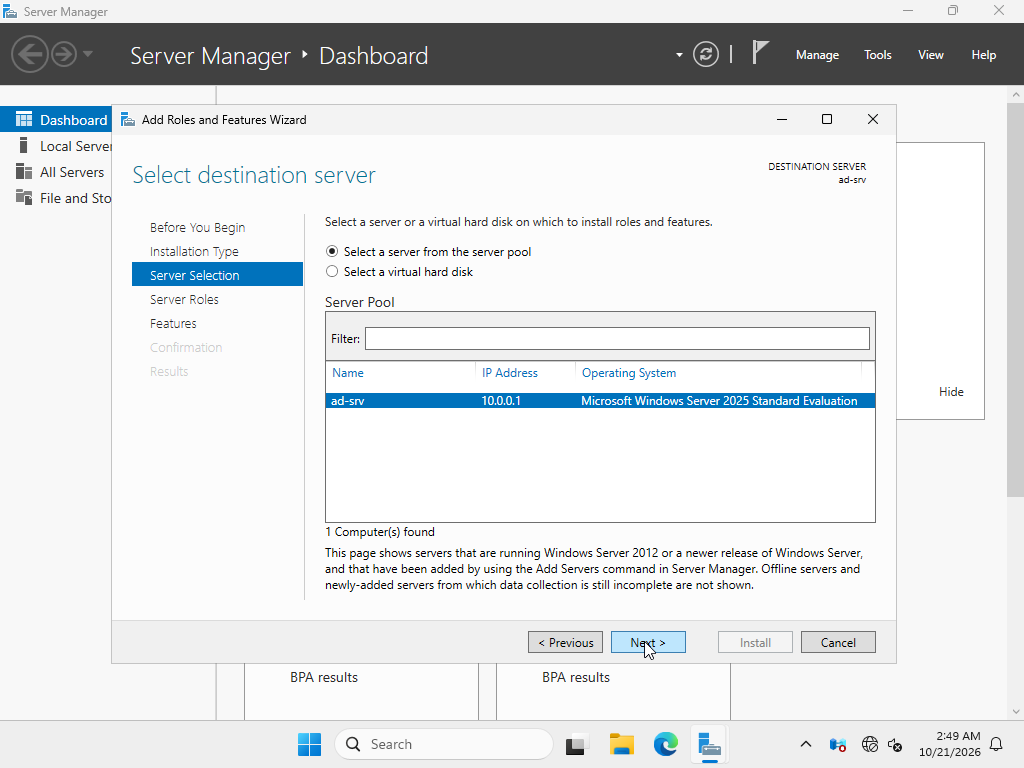 Server Manager
Server Manager ‣ Dashboard
Manage Tools View Help
Dashboard
Local Server
All Servers
File and Sto
Add Roles and Features Wizard
Select destination server
DESTINATION SERVER
ad-srv
Before You Begin
Installation Type
Server Selection
Server Roles
Features
Confirmation
Results
Select a server or a virtual hard disk on which to install roles and features.
Select a server from the server pool
Select a virtual hard disk
Server Pool
Filter:
Name IP Address Operating System
ad-srv 10.0.0.1 Microsoft Windows Server 2025 Standard Evaluation
1 Computer(s) found
This page shows servers that are running Windows Server 2012 or a newer release of Windows Server,
and that have been added by using the Add Servers command in Server Manager. Offline servers and
newly-added servers from which data collection is still incomplete are not shown.
< Previous Next > Install Cancel
Hide
BPA results BPA results
Search
2:49 AM
10/21/2026